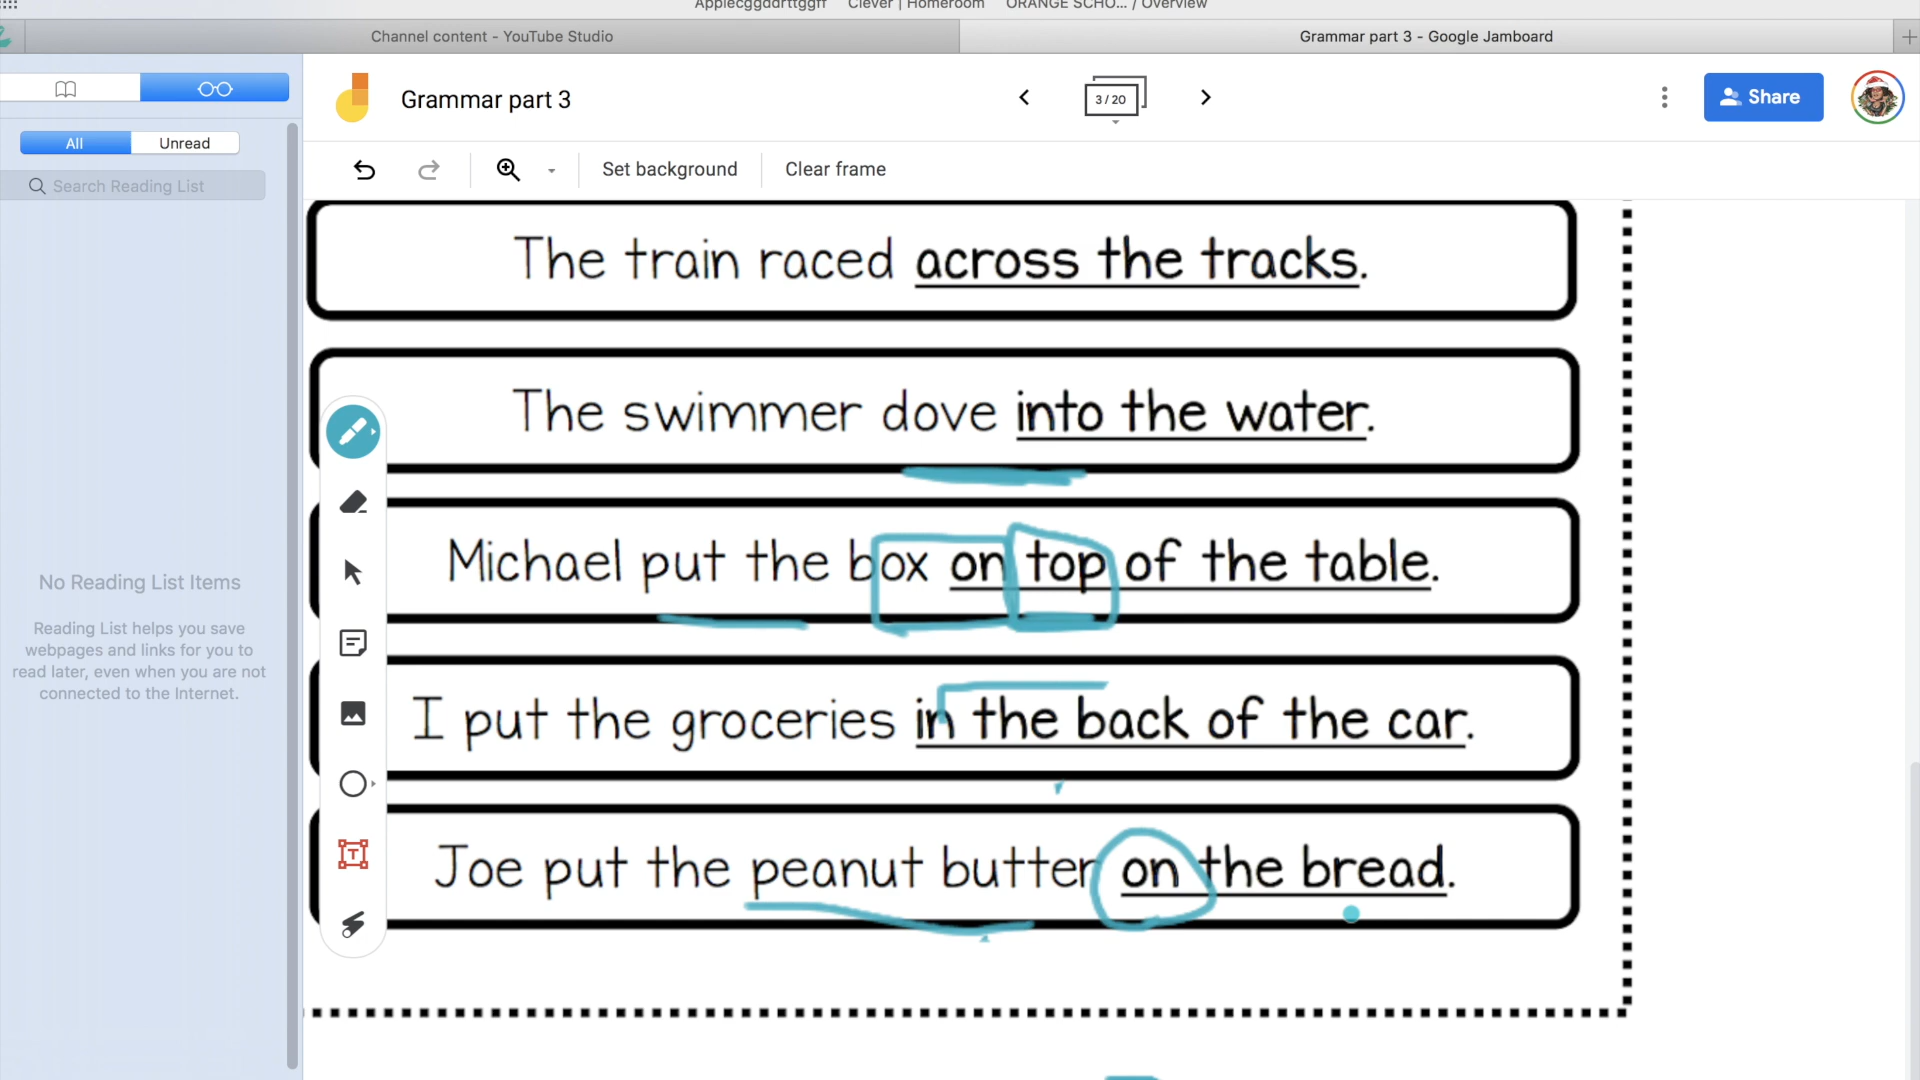 Clever | Homeroom
ORANGE SCHO... / Overview
Channel content - YouTube Studio
Grammar part 3 - Google Jamboard
Grammar part 3
3 / 20
Share
All
Unread
Search Reading List
Set background
Clear frame
The train raced across the tracks.
The swimmer dove into the water.
Michael put the box on top of the table.
I put the groceries in the back of the car.
Joe put the peanut butter on the bread.
No Reading List Items
Reading List helps you save
webpages and links for you to
read later, even when you are not
connected to the Internet.